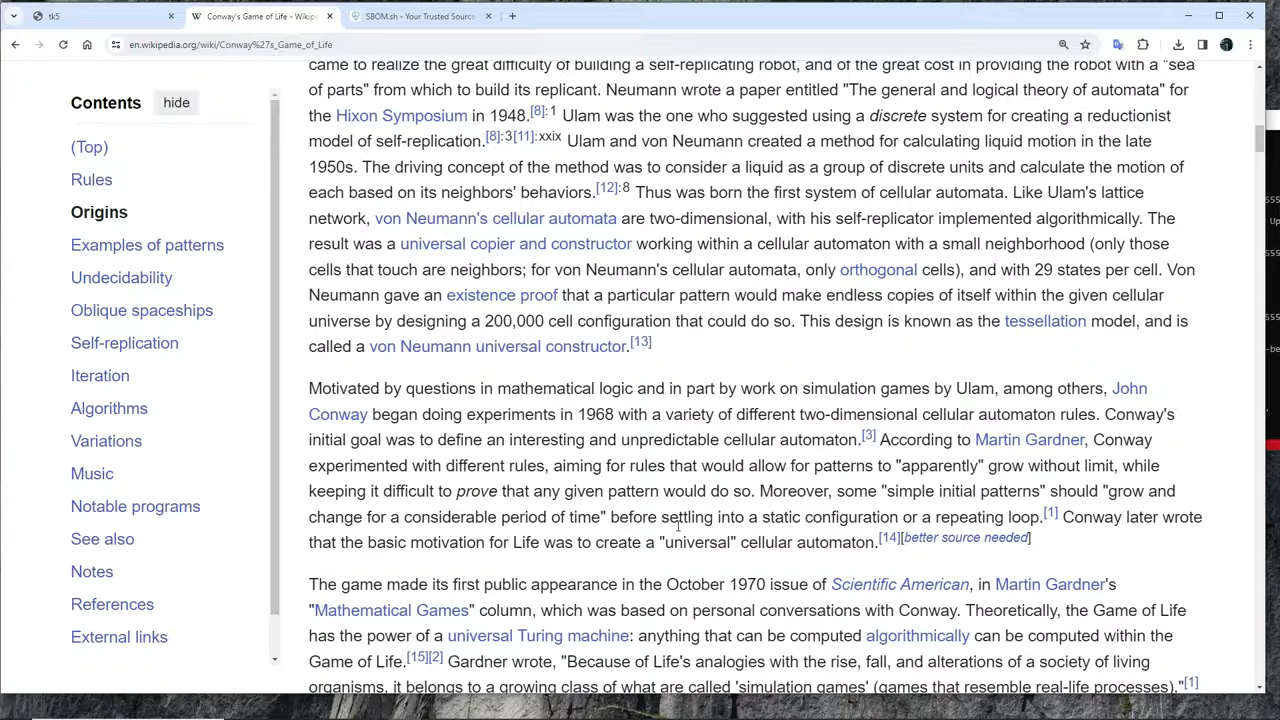 tk5
Conway's Game of Life - Wikipe
SBOM.sh - Your Trusted Source
en.wikipedia.org/wiki/Conway%27s_Game_of_Life
Contents
hide
(Top)
Rules
Origins
Examples of patterns
Undecidability
Oblique spaceships
Self-replication
Iteration
Algorithms
Variations
Music
Notable programs
See also
Notes
References
External links
came to realize the great difficulty of building a self-replicating robot, and of the great cost in providing the robot with a "sea
of parts" from which to build its replicant. Neumann wrote a paper entitled "The general and logical theory of automata" for
the Hixon Symposium in 1948.[8]:1 Ulam was the one who suggested using a discrete system for creating a reductionist
model of self-replication.[8]:3[11]:xxix Ulam and von Neumann created a method for calculating liquid motion in the late
1950s. The driving concept of the method was to consider a liquid as a group of discrete units and calculate the motion of
each based on its neighbors' behaviors.[12]:8 Thus was born the first system of cellular automata. Like Ulam's lattice
network, von Neumann's cellular automata are two-dimensional, with his self-replicator implemented algorithmically. The
result was a universal copier and constructor working within a cellular automaton with a small neighborhood (only those
cells that touch are neighbors; for von Neumann's cellular automata, only orthogonal cells), and with 29 states per cell. Von
Neumann gave an existence proof that a particular pattern would make endless copies of itself within the given cellular
universe by designing a 200,000 cell configuration that could do so. This design is known as the tessellation model, and is
called a von Neumann universal constructor.[13]
Motivated by questions in mathematical logic and in part by work on simulation games by Ulam, among others, John
Conway began doing experiments in 1968 with a variety of different two-dimensional cellular automaton rules. Conway's
initial goal was to define an interesting and unpredictable cellular automaton.[3] According to Martin Gardner, Conway
experimented with different rules, aiming for rules that would allow for patterns to "apparently" grow without limit, while
keeping it difficult to prove that any given pattern would do so. Moreover, some "simple initial patterns" should "grow and
change for a considerable period of time" before settling into a static configuration or a repeating loop.[1] Conway later wrote
that the basic motivation for Life was to create a "universal" cellular automaton.[14][better source needed]
The game made its first public appearance in the October 1970 issue of Scientific American, in Martin Gardner's
"Mathematical Games" column, which was based on personal conversations with Conway. Theoretically, the Game of Life
has the power of a universal Turing machine: anything that can be computed algorithmically can be computed within the
Game of Life.[15][2] Gardner wrote, "Because of Life's analogies with the rise, fall, and alterations of a society of living
organisms, it belongs to a growing class of what are called 'simulation games' (games that resemble real-life processes)."[1]